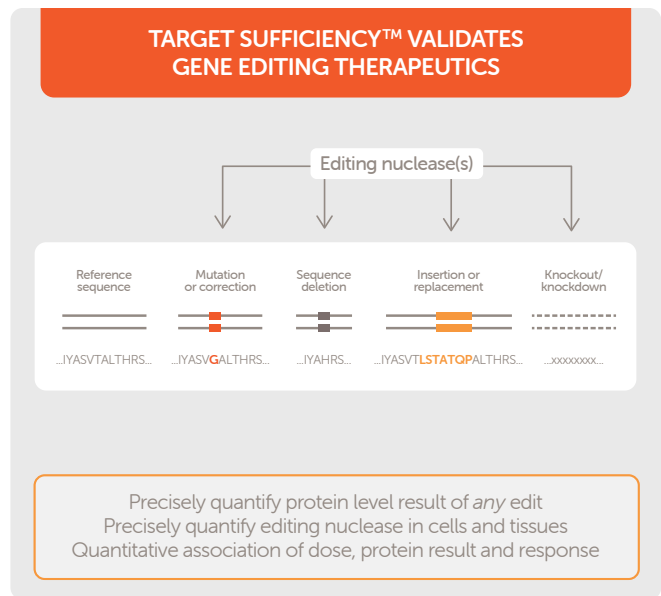 TARGET SUFFICIENCY™ VALIDATES
GENE EDITING THERAPEUTICS
Editing nuclease(s)
Reference
sequence
Mutation
or correction
Sequence
deletion
Insertion or
replacement
Knockout/
knockdown
...IYASVTALTHRS...
...IYASVGALTHRS...
...IYAHRS...
...IYASVTLSTATQPALTHRS...
...xxxxxxxx...
Precisely quantify protein level result of any edit
Precisely quantify editing nuclease in cells and tissues
Quantitative association of dose, protein result and response